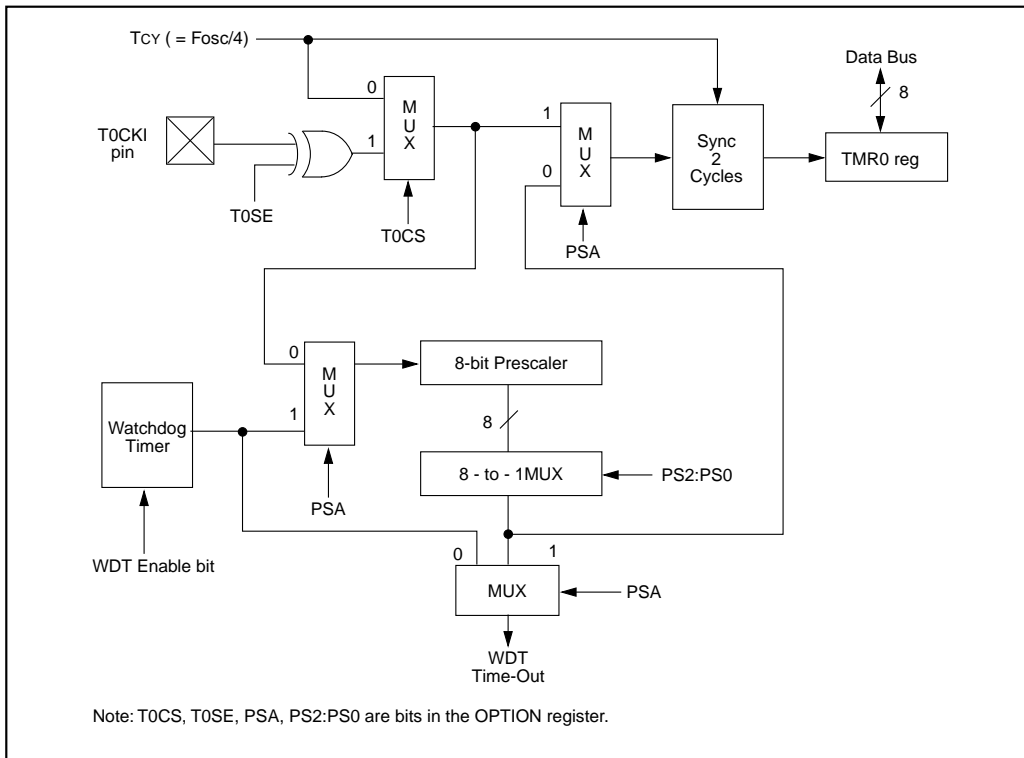 TCY ( = Fosc/4)
Data Bus
8
0
M
U
X
1
T0CKI
pin
T0SE
T0CS
1
M
U
X
0
PSA
Sync
2
Cycles
TMR0 reg
0
M
U
X
1
8-bit Prescaler
8
Watchdog
Timer
PSA
8 - to - 1MUX
PS2:PS0
WDT Enable bit
0
1
MUX
PSA
WDT
Time-Out
Note: T0CS, T0SE, PSA, PS2:PS0 are bits in the OPTION register.